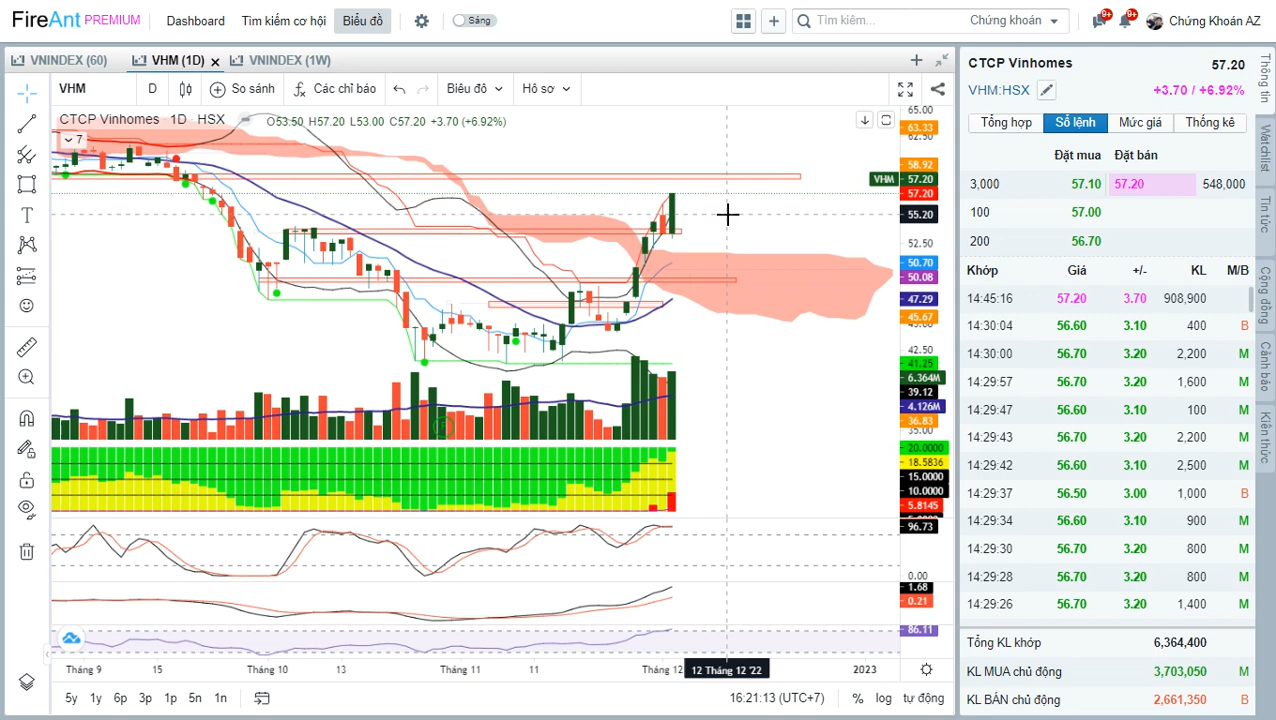 FireAnt PREMIUM Dashboard Tìm kiếm cơ hội Biểu đồ Sáng Tìm kiếm... Chứng khoán 9+ 9+ Chứng Khoán AZ
VNINDEX (60) VHM (1D) × VNINDEX (1W)
VHM D So sánh Các chỉ báo Biểu đồ Hồ sơ
CTCP Vinhomes 1D HSX O53.50 H57.20 L53.00 C57.20 +3.70 (+6.92%)
7
65.00
63.33
62.50
58.92
VHM 57.20
57.20
55.20
52.50
50.70
50.08
47.29
45.67
45.00
42.50
41.25
6.364M
39.12
4.126M
36.83
35.00
20.0000
18.5836
15.0000
10.0000
5.8145
96.73
0.00
1.68
0.21
86.11
Tháng 9 15 Tháng 10 13 Tháng 11 11 Tháng 12 12 Tháng 12 '22 2023
5y 1y 6p 3p 1p 5n 1n 16:21:13 (UTC+7) % log tự động
CTCP Vinhomes 57.20
VHM:HSX +3.70 / +6.92%
Tổng hợp Sổ lệnh Mức giá Thống kê
Đặt mua Đặt bán
3,000 57.10 57.20 548,000
100 57.00
200 56.70
Khớp Giá +/- KL M/B
14:45:16 57.20 3.70 908,900
14:30:04 56.60 3.10 400 B
14:30:00 56.70 3.20 2,200 M
14:29:57 56.70 3.20 1,600 M
14:29:47 56.60 3.10 100 M
14:29:43 56.70 3.20 2,200 M
14:29:42 56.60 3.10 2,500 M
14:29:37 56.50 3.00 1,000 B
14:29:34 56.60 3.10 900 M
14:29:30 56.70 3.20 800 M
14:29:28 56.70 3.20 800 M
14:29:26 56.70 3.20 1,400 M
Tổng KL khớp 6,364,400
KL MUA chủ động 3,703,050 M
KL BÁN chủ động 2,661,350 B
Thông tin
Watchlist
Tin tức
Cộng đồng
Cảnh báo
Kiến thức